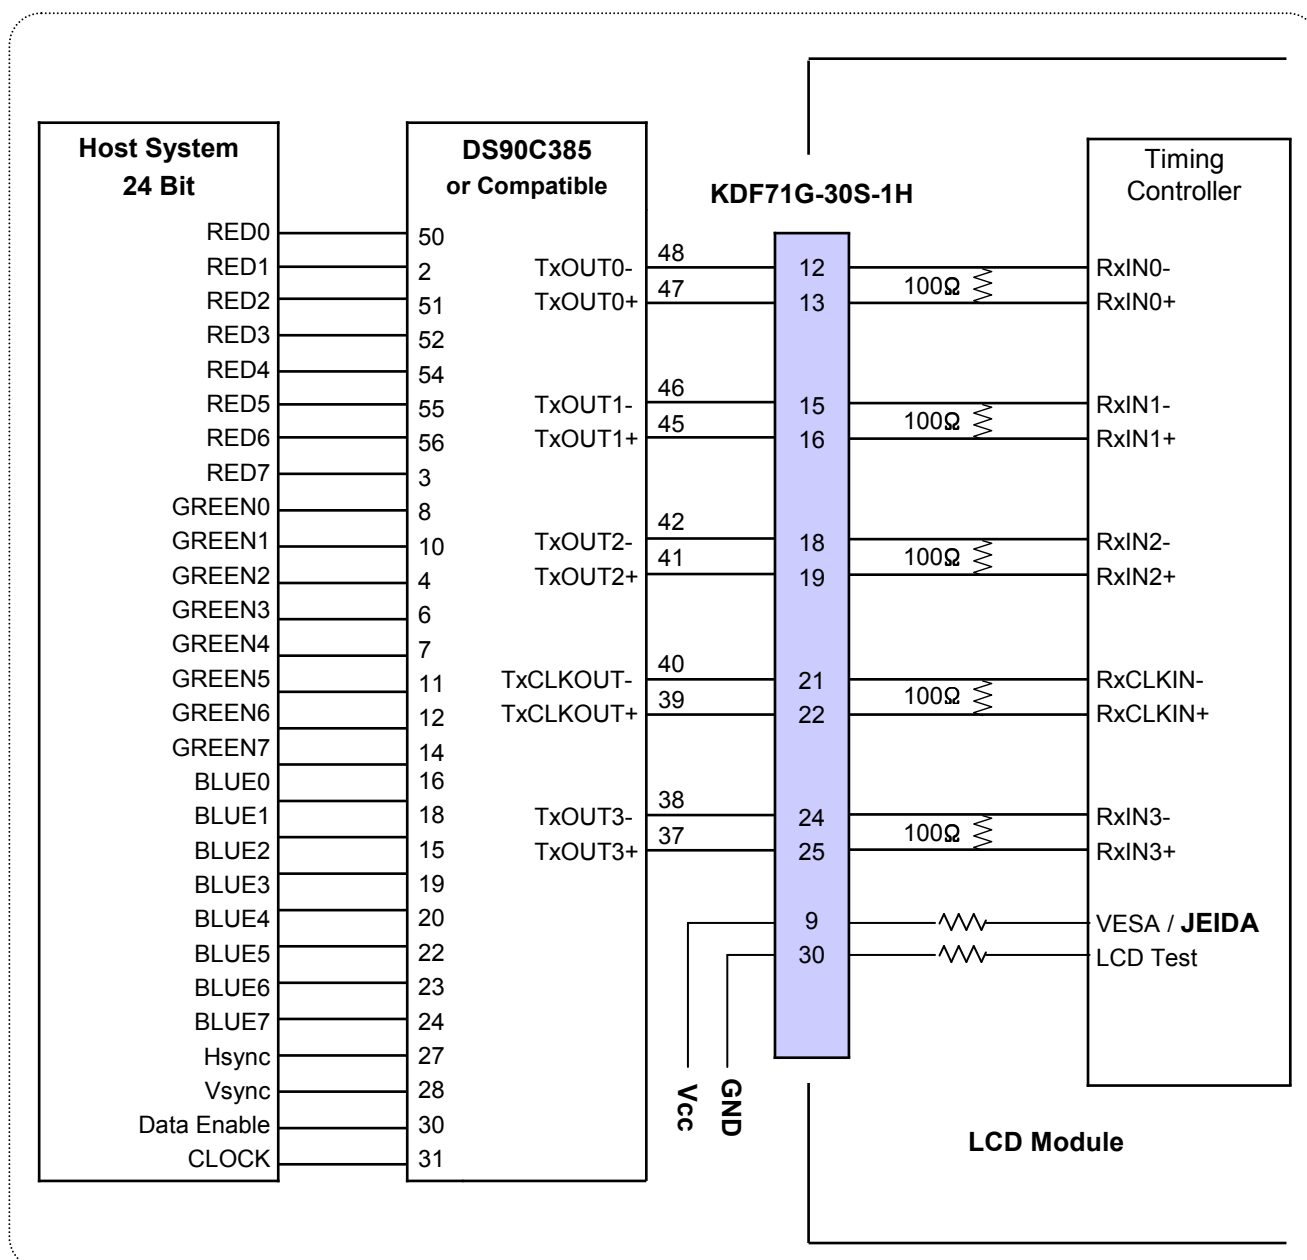 Host System
24 Bit
RED0
RED1
RED2
RED3
RED4
RED5
RED6
RED7
GREEN0
GREEN1
GREEN2
GREEN3
GREEN4
GREEN5
GREEN6
GREEN7
BLUE0
BLUE1
BLUE2
BLUE3
BLUE4
BLUE5
BLUE6
BLUE7
Hsync
Vsync
Data Enable
CLOCK
DS90C385
or Compatible
50
2
51
52
54
55
56
3
8
10
4
6
7
11
12
14
16
18
15
19
20
22
23
24
27
28
30
31
TxOUT0-
TxOUT0+
TxOUT1-
TxOUT1+
TxOUT2-
TxOUT2+
TxCLKOUT-
TxCLKOUT+
TxOUT3-
TxOUT3+
48
47
46
45
42
41
40
39
38
37
Vcc
GND
KDF71G-30S-1H
12
13
15
16
18
19
21
22
24
25
9
30
100Ω
100Ω
100Ω
100Ω
100Ω
Timing
Controller
RxIN0-
RxIN0+
RxIN1-
RxIN1+
RxIN2-
RxIN2+
RxCLKIN-
RxCLKIN+
RxIN3-
RxIN3+
VESA / JEIDA
LCD Test
LCD Module